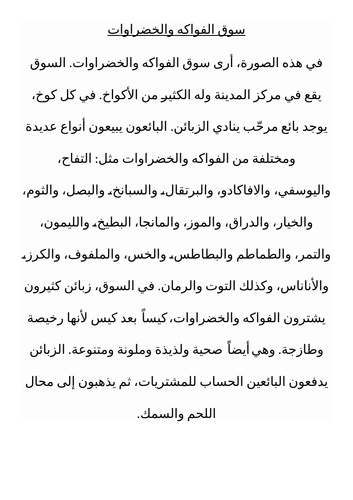 سوق الفواكه والخضراوات
في هذه الصورة، أرى سوق الفواكه والخضراوات. السوق
يقع في مركز المدينة وله الكثير من الأكواخ. في كل كوخ،
يوجد بائع مرحّب ينادي الزبائن. البائعون يبيعون أنواع عديدة
ومختلفة من الفواكه والخضراوات مثل: التفاح،
واليوسفي، والافاكادو، والبرتقال، والسبانخ، والبصل، والثوم،
والخيار، والدراق، والموز، والمانجا، البطيخ، والليمون،
والتمر، والطماطم والبطاطس، والخس، والملفوف، والكرز،
والأناناس، وكذلك التوت والرمان. في السوق، زبائن كثيرون
يشترون الفواكه والخضراوات، كيساً بعد كيس لأنها رخيصة
وطازجة. وهي أيضاً صحية ولذيذة وملونة ومتنوعة. الزبائن
يدفعون البائعين الحساب للمشتريات، ثم يذهبون إلى محال
اللحم والسمك.